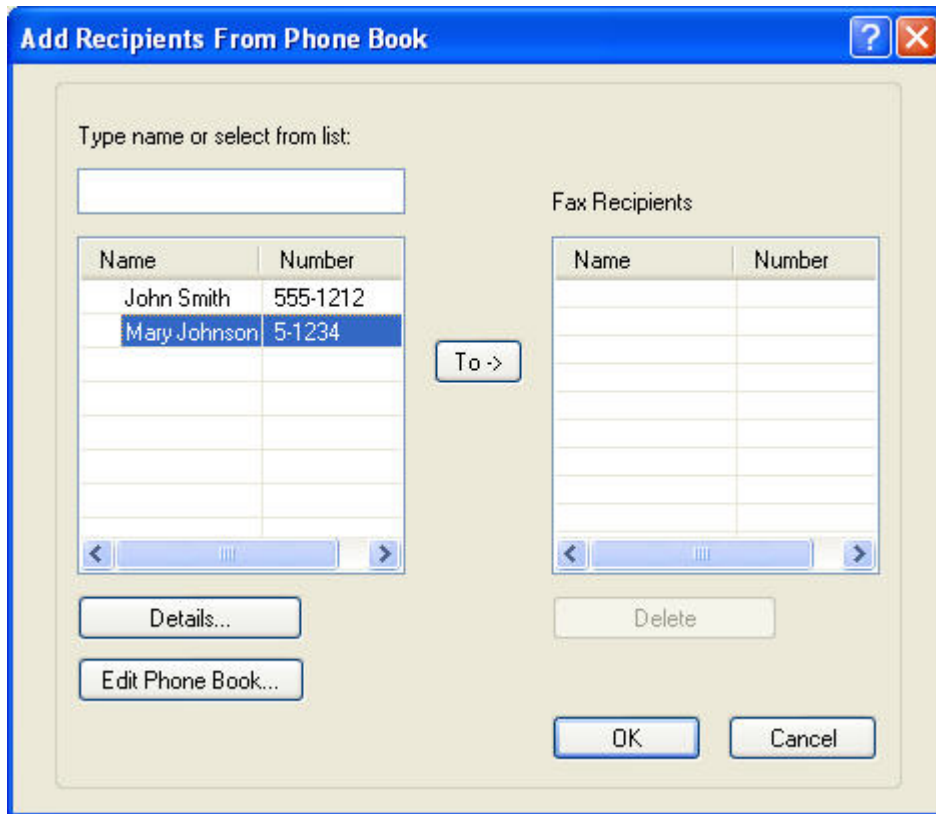 Add Recipients From Phone Book
Type name or select from list:
Fax Recipients
Name Number
John Smith 555-1212
Mary Johnson 5-1234
To ->
Name Number
Details...
Delete
Edit Phone Book...
OK
Cancel